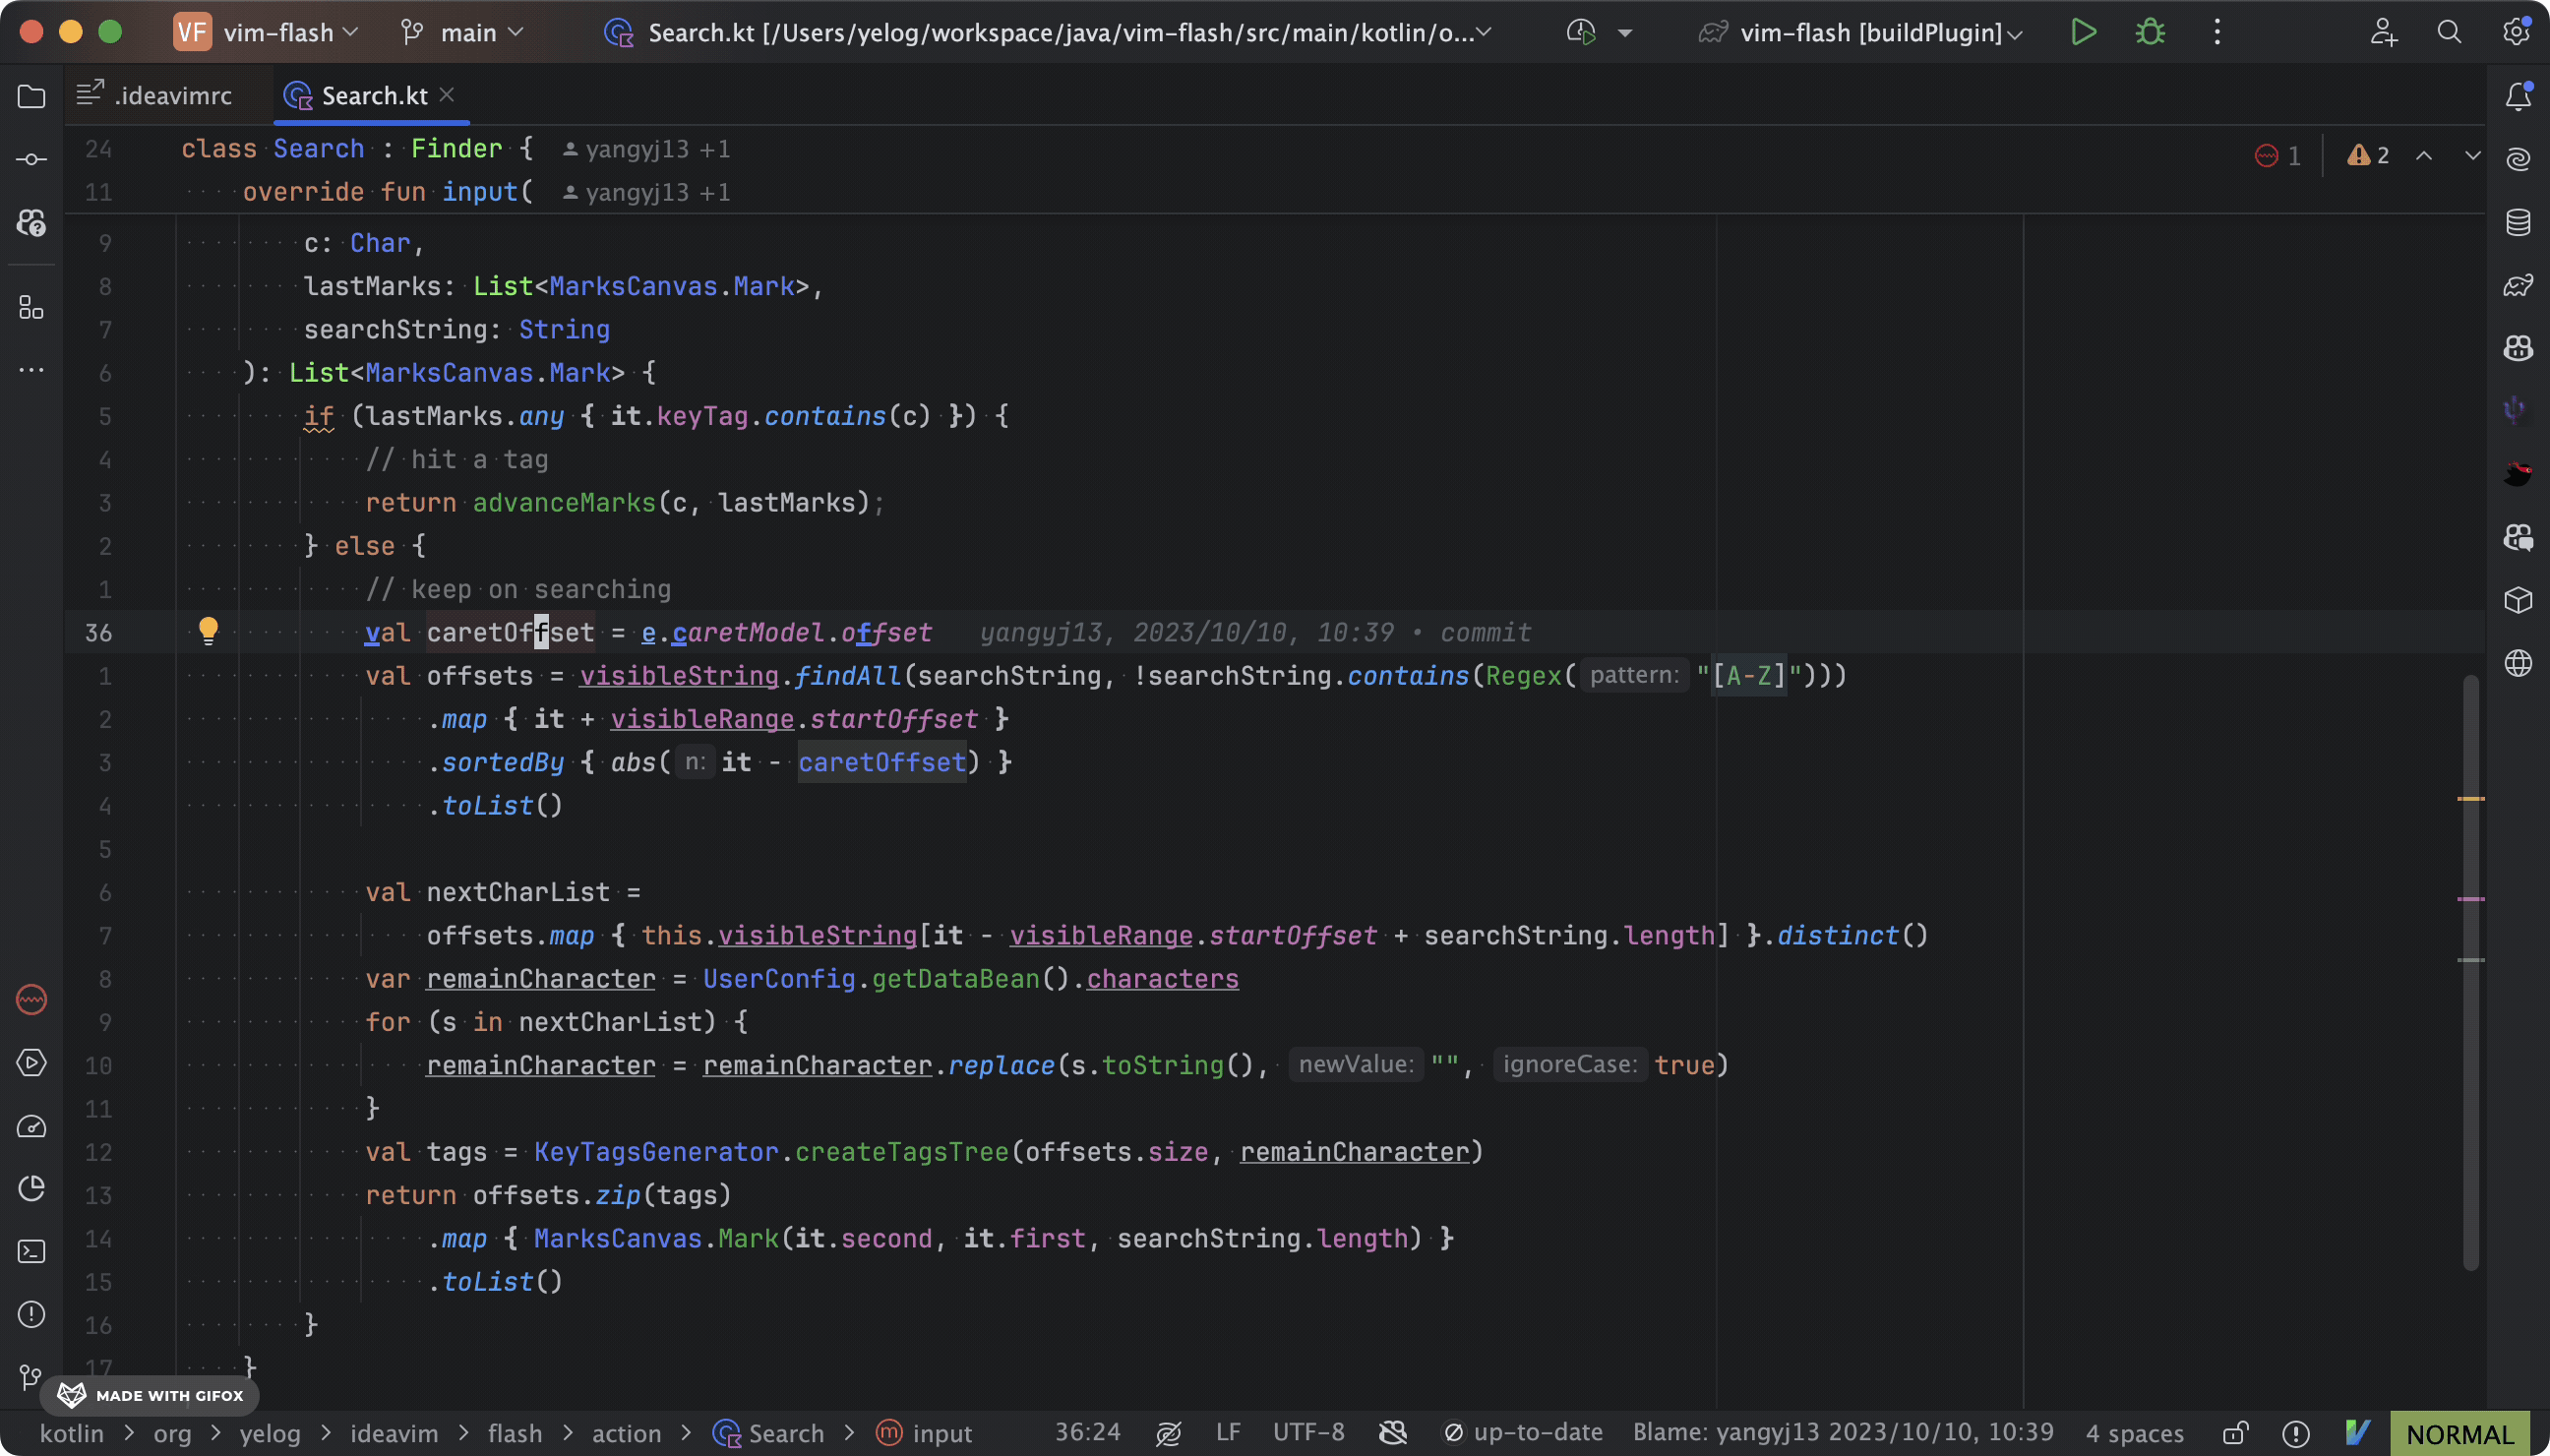 VF vim-flash main Search.kt [/Users/yelog/workspace/java/vim-flash/src/main/kotlin/o... vim-flash [buildPlugin]
.ideavimrc Search.kt
24 class Search : Finder { yangyj13 +1 1 2
11 override fun input( yangyj13 +1
9 c: Char,
8 lastMarks: List<MarksCanvas.Mark>,
7 searchString: String
6 ): List<MarksCanvas.Mark> {
5 if (lastMarks.any { it.keyTag.contains(c) }) {
4 // hit a tag
3 return advanceMarks(c, lastMarks);
2 } else {
1 // keep on searching
36 val caretOffset = e.caretModel.offset yangyj13, 2023/10/10, 10:39 • commit
1 val offsets = visibleString.findAll(searchString, !searchString.contains(Regex( pattern: "[A-Z]")))
2 .map { it + visibleRange.startOffset }
3 .sortedBy { abs( n: it - caretOffset) }
4 .toList()
5
6 val nextCharList =
7 offsets.map { this.visibleString[it - visibleRange.startOffset + searchString.length] }.distinct()
8 var remainCharacter = UserConfig.getDataBean().characters
9 for (s in nextCharList) {
10 remainCharacter = remainCharacter.replace(s.toString(), newValue: "", ignoreCase: true)
11 }
12 val tags = KeyTagsGenerator.createTagsTree(offsets.size, remainCharacter)
13 return offsets.zip(tags)
14 .map { MarksCanvas.Mark(it.second, it.first, searchString.length) }
15 .toList()
16 }
17 }
MADE WITH GIFOX
kotlin > org > yelog > ideavim > flash > action > Search > m input 36:24 LF UTF-8 up-to-date Blame: yangyj13 2023/10/10, 10:39 4 spaces NORMAL